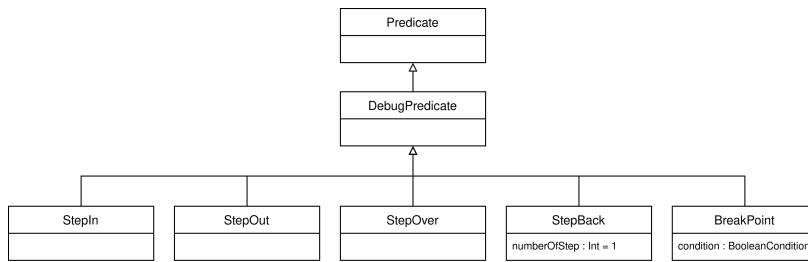 Predicate
DebugPredicate
StepIn
StepOut
StepOver
StepBack
BreakPoint
numberOfStep : Int = 1
condition : BooleanCondition